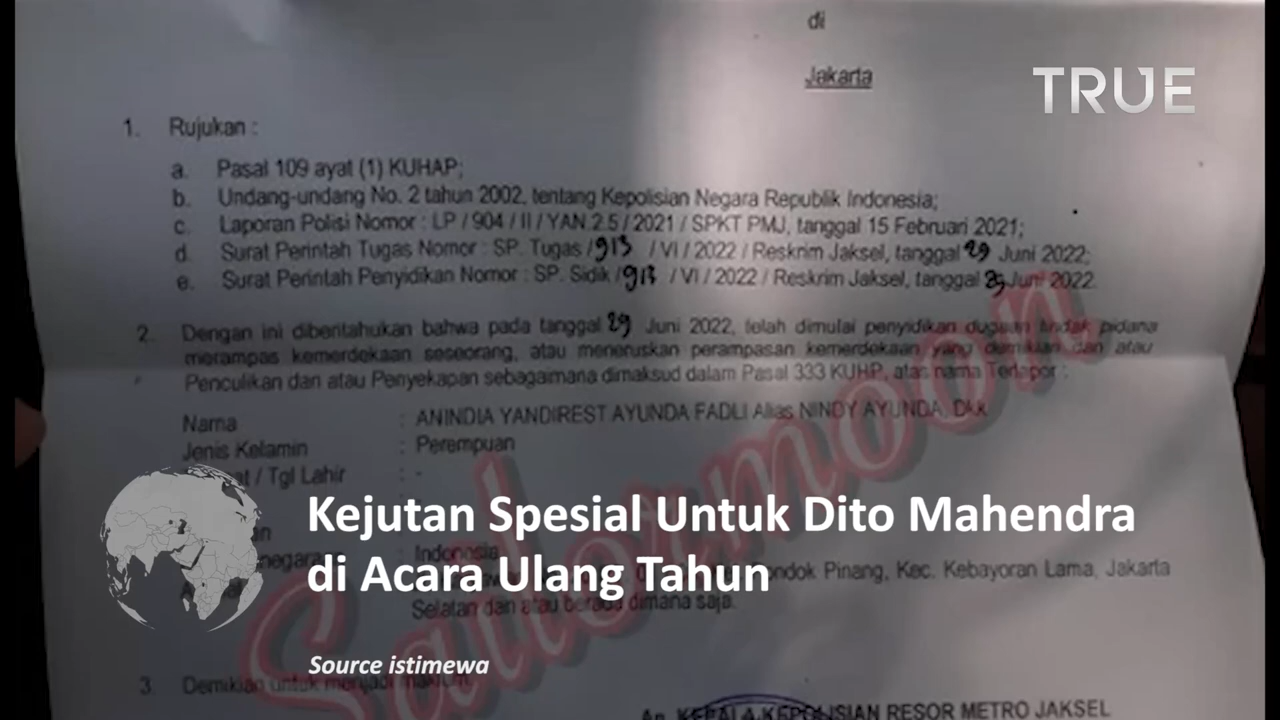 di
Jakarta
TRUE
1. Rujukan :
a. Pasal 109 ayat (1) KUHAP;
b. Undang-undang No. 2 tahun 2002, tentang Kepolisian Negara Republik Indonesia;
c. Laporan Polisi Nomor : LP / 904 / II / YAN 2.5 / 2021 / SPKT PMJ, tanggal 15 Februari 2021;
d. Surat Perintah Tugas Nomor : SP. Tugas / 913 / VI / 2022 / Reskrim Jaksel, tanggal 29 Juni 2022;
e. Surat Perintah Penyidikan Nomor : SP. Sidik / 913 / VI / 2022 / Reskrim Jaksel, tanggal Juni 2022.
2. Dengan ini diberitahukan bahwa pada tanggal 29 Juni 2022, telah dimulai penyidikan dugaan tindak pidana
merampas kemerdekaan seseorang, atau meneruskan perampasan kemerdekaan yang demikian dan atau
Penculikan dan atau Penyekapan sebagaimana dimaksud dalam Pasal 333 KUHP, atas nama Terlapor :
Nama : ANINDIA YANDIREST AYUNDA FADLI Alias NINDY AYUNDA, Dkk
Jenis Kelamin : Perempuan
/ Tgl Lahir : -
: Indonesia
Pinang, Kec. Kebayoran Lama, Jakarta
Selatan dan atau berada dimana saja.
Sailormoon
Kejutan Spesial Untuk Dito Mahendra
di Acara Ulang Tahun
Source istimewa
3. Demikian untuk menjadi maklum
An. KEPALA KEPOLISIAN RESOR METRO JAKSEL